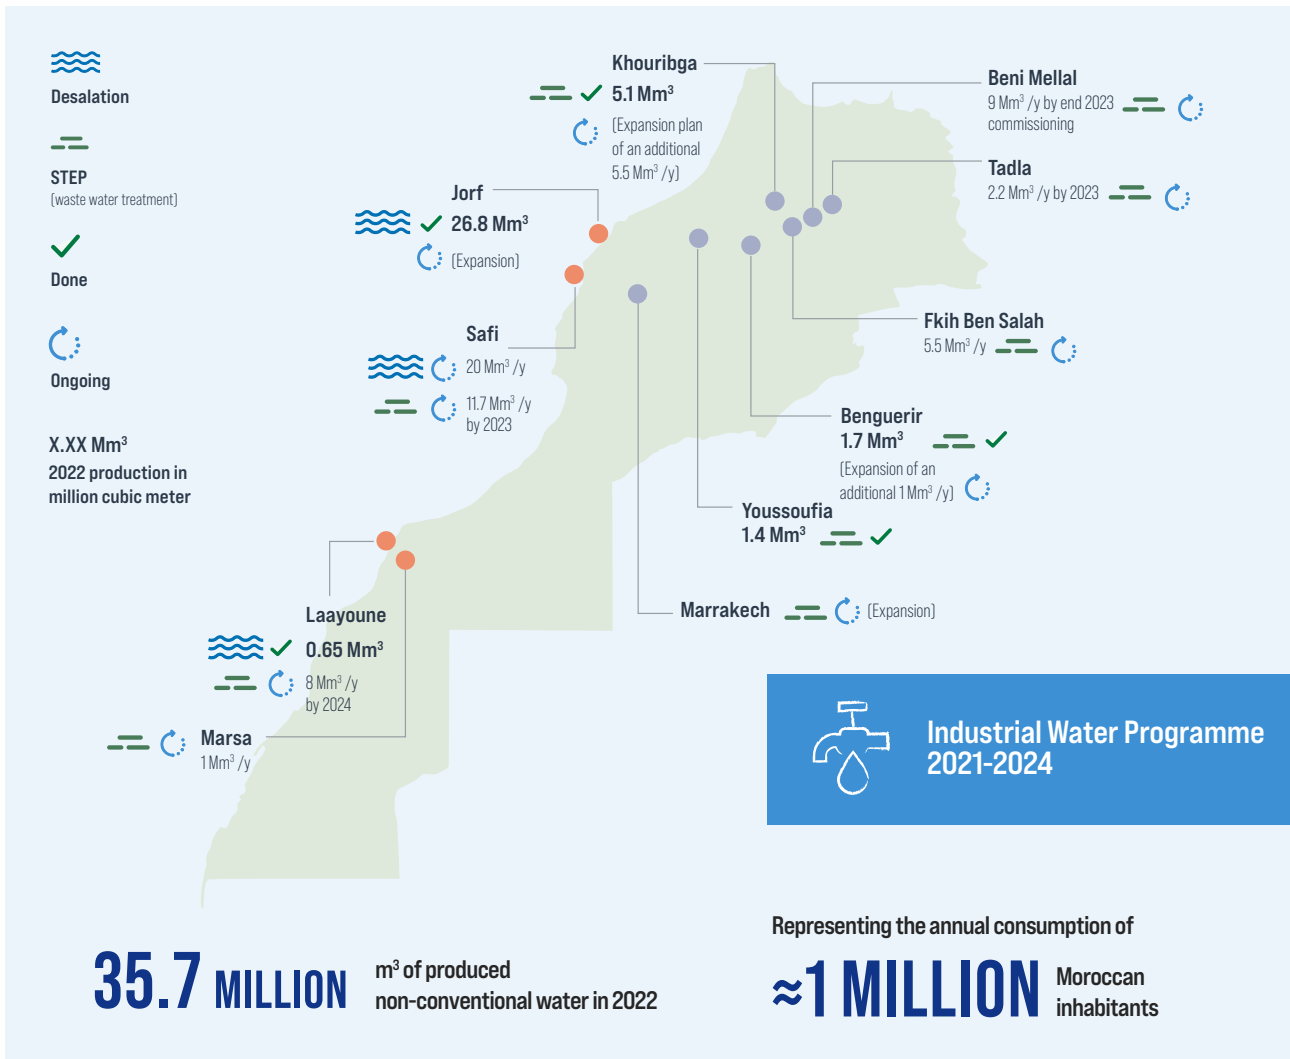 Desalation
STEP
(waste water treatment)
Done
Ongoing
X.XX Mm³
2022 production in
million cubic meter
Khouribga
5.1 Mm³
(Expansion plan
of an additional
5.5 Mm³ /y)
Beni Mellal
9 Mm³ /y by end 2023
commissioning
Tadla
2.2 Mm³ /y by 2023
Jorf
26.8 Mm³
(Expansion)
Safi
20 Mm³ /y
11.7 Mm³ /y
by 2023
Fkih Ben Salah
5.5 Mm³ /y
Benguerir
1.7 Mm³
(Expansion of an
additional 1 Mm³ /y)
Youssoufia
1.4 Mm³
Marrakech (Expansion)
Laayoune
0.65 Mm³
8 Mm³ /y
by 2024
Marsa
1 Mm³ /y
Industrial Water Programme
2021-2024
35.7 MILLION
m³ of produced
non-conventional water in 2022
Representing the annual consumption of
≈1 MILLION
Moroccan
inhabitants